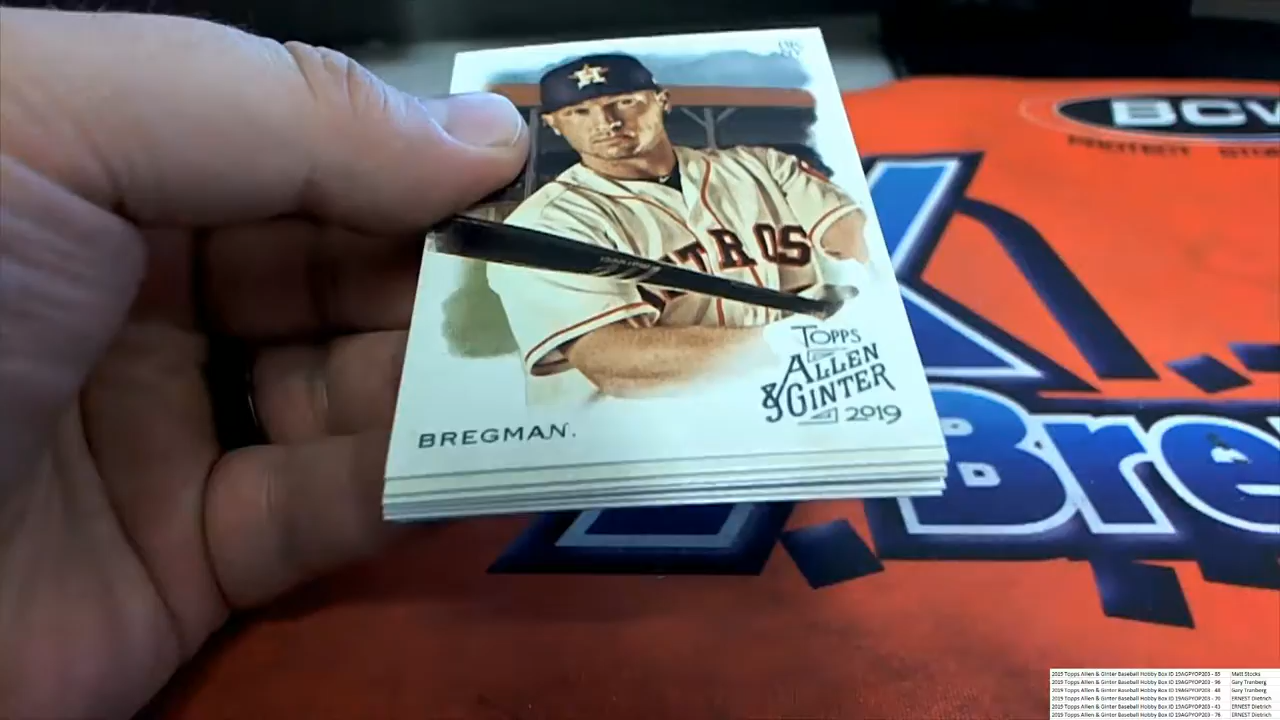 BCW
PROTECT
Bre
TROS
TOPPS
ALLEN
& GINTER
2019
BREGMAN.
2019 Topps Allen & Ginter Baseball Hobby Box ID 19AGPYOP203 - 85 Matt Stocks
2019 Topps Allen & Ginter Baseball Hobby Box ID 19AGPYOP203 - 96 Gary Tranberg
2019 Topps Allen & Ginter Baseball Hobby Box ID 19AGPYOP203 - 48 Gary Tranberg
2019 Topps Allen & Ginter Baseball Hobby Box ID 19AGPYOP203 - 70 ERNEST Dietrich
2019 Topps Allen & Ginter Baseball Hobby Box ID 19AGPYOP203 - 43 ERNEST Dietrich
2019 Topps Allen & Ginter Baseball Hobby Box ID 19AGPYOP203 - 76 ERNEST Dietrich